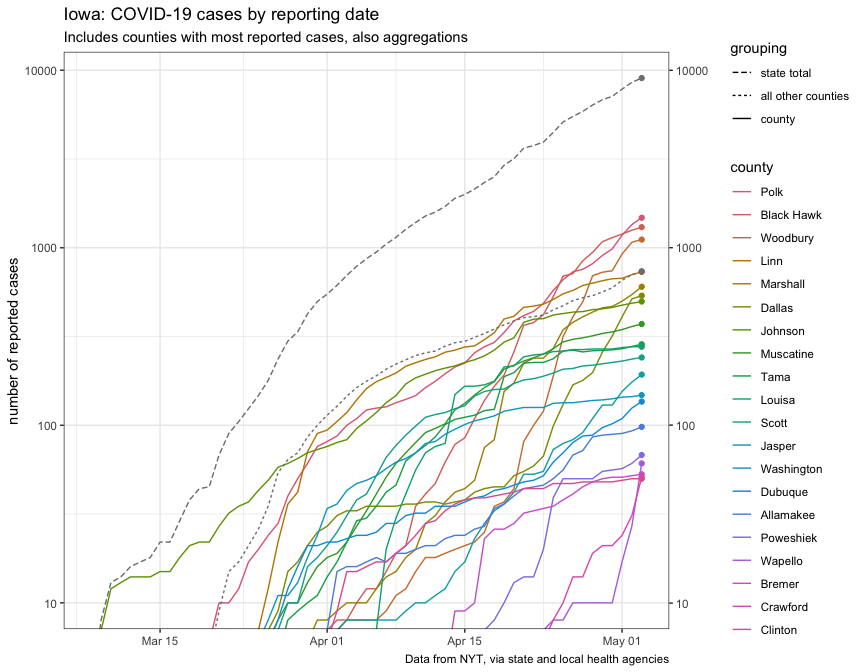 Iowa: COVID-19 cases by reporting date
Includes counties with most reported cases, also aggregations
number of reported cases
10000
1000
100
10
10000
1000
100
10
Mar 15
Apr 01
Apr 15
May 01
Data from NYT, via state and local health agencies
grouping
state total
all other counties
county
county
Polk
Black Hawk
Woodbury
Linn
Marshall
Dallas
Johnson
Muscatine
Tama
Louisa
Scott
Jasper
Washington
Dubuque
Allamakee
Poweshiek
Wapello
Bremer
Crawford
Clinton